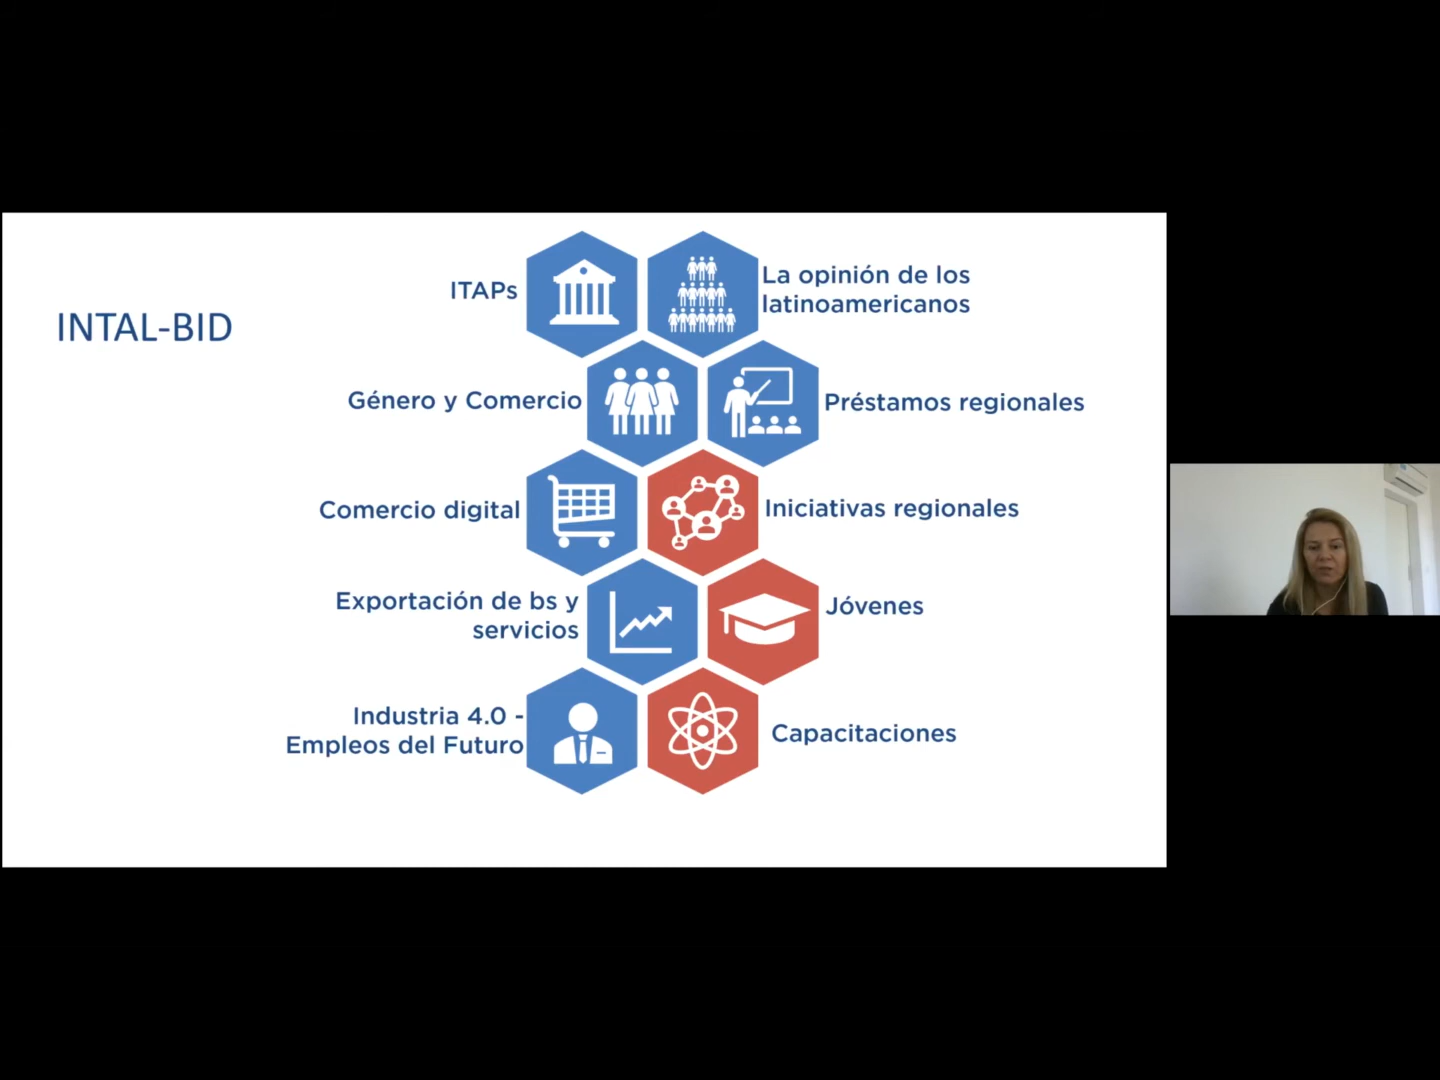 INTAL-BID
ITAPs
La opinión de los
latinoamericanos
Género y Comercio
Préstamos regionales
Comercio digital
Iniciativas regionales
Exportación de bs y
servicios
Jóvenes
Industria 4.0 -
Empleos del Futuro
Capacitaciones